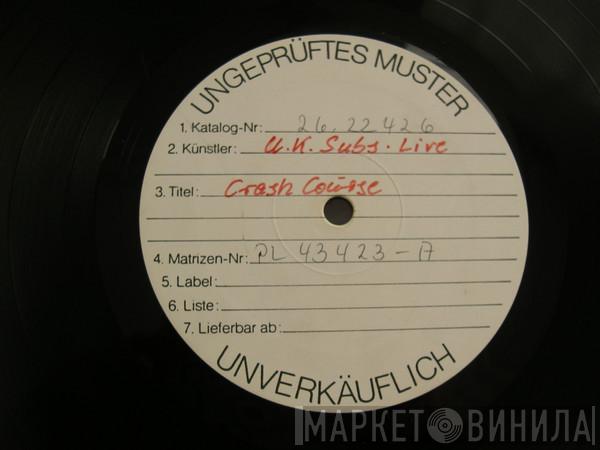 UNGEPRÜFTES MUSTER
1. Katalog-Nr: 26.22426
2. Künstler: U.K. Subs. Live
3. Titel: Crash Course
4. Matrizen-Nr: PL 43423-A
5. Label:
6. Liste:
7. Lieferbar ab:
UNVERKÄUFLICH
МАРКЕТ ВИНИЛА